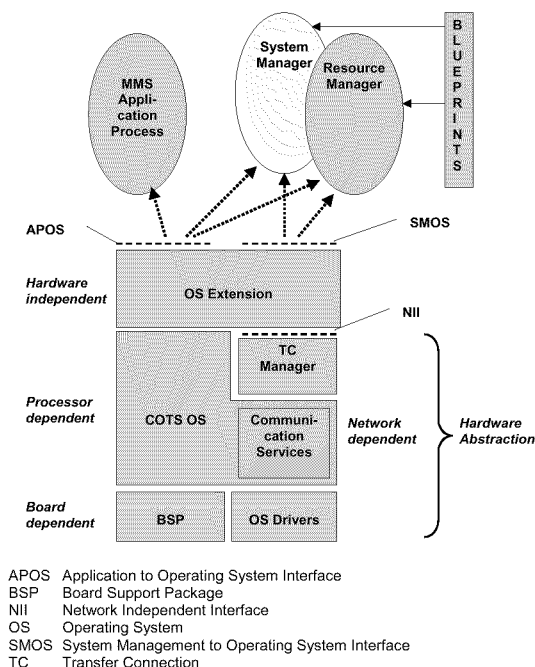 System
Manager
Resource
Manager
MMS
Appli-
cation
Process
B
L
U
E
P
R
I
N
T
S
APOS
SMOS
Hardware
independent
OS Extension
NII
TC
Manager
Processor
dependent
COTS OS
Communi-
cation
Services
Network
dependent
Hardware
Abstraction
Board
dependent
BSP
OS Drivers
APOS Application to Operating System Interface
BSP Board Support Package
NII Network Independent Interface
OS Operating System
SMOS System Management to Operating System Interface
TC Transfer Connection